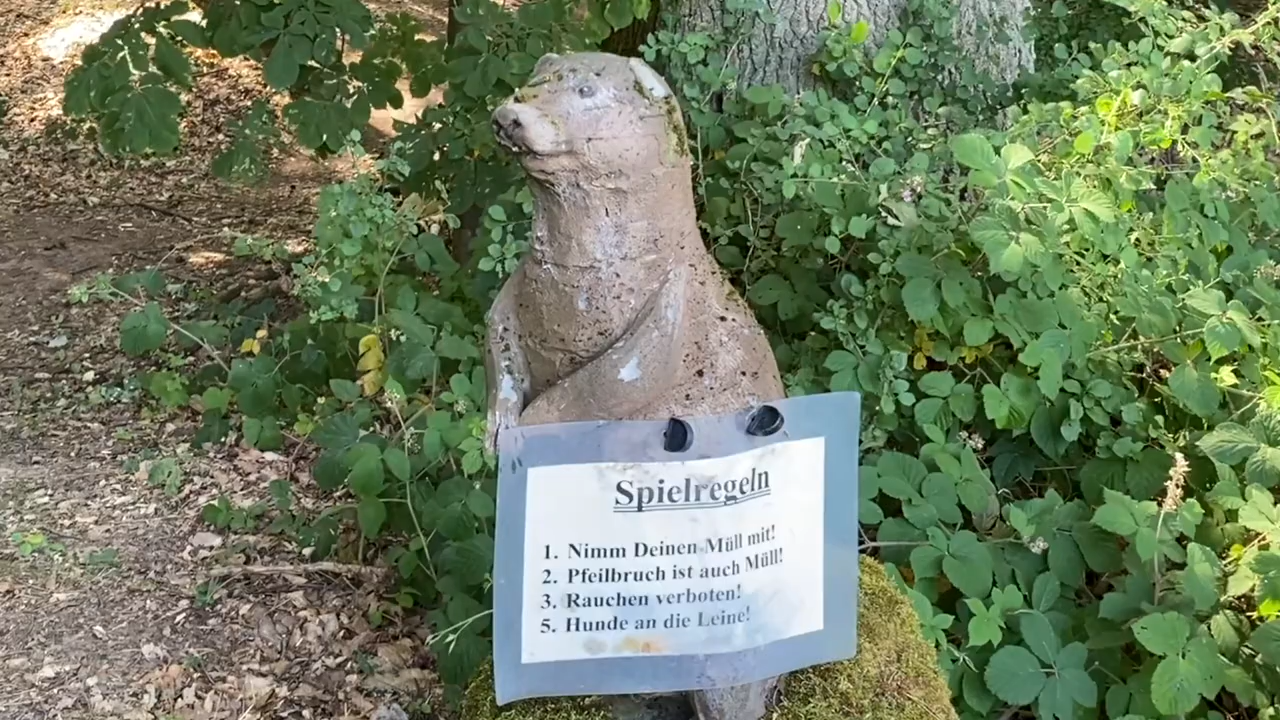 Spielregeln
1. Nimm Deinen Müll mit!
2. Pfeilbruch ist auch Müll!
3. Rauchen verboten!
5. Hunde an die Leine!